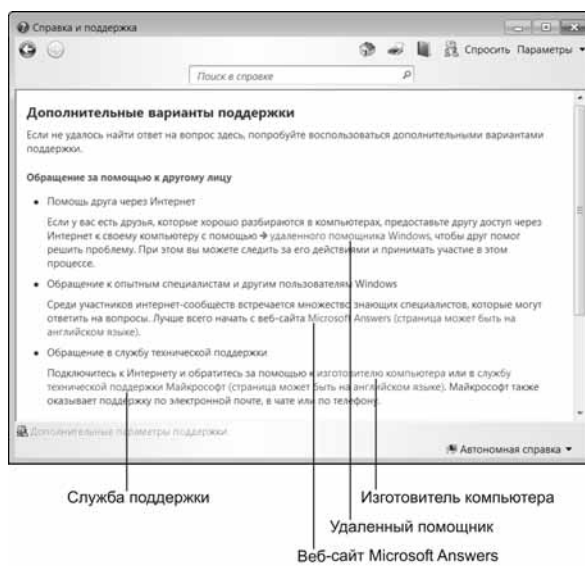 Справка и поддержка
Спросить Параметры
Поиск в справке
Дополнительные варианты поддержки
Если не удалось найти ответ на вопрос здесь, попробуйте воспользоваться дополнительными вариантами
поддержки.
Обращение за помощью к другому лицу
• Помощь друга через Интернет
Если у вас есть друзья, которые хорошо разбираются в компьютерах, предоставьте другу доступ через
Интернет к своему компьютеру с помощью → удаленного помощника Windows, чтобы друг помог
решить проблему. При этом вы можете следить за его действиями и принимать участие в этом
процессе.
• Обращение к опытным специалистам и другим пользователям Windows
Среди участников интернет-сообществ встречается множество знающих специалистов, которые могут
ответить на вопросы. Лучше всего начать с веб-сайта Microsoft Answers (страница может быть на
английском языке).
• Обращение в службу технической поддержки
Подключитесь к Интернету и обратитесь за помощью к изготовителю компьютера или в службу
технической поддержки Майкрософт (страница может быть на английском языке). Майкрософт также
оказывает поддержку по электронной почте, в чате или по телефону.
Дополнительные параметры поддержки
Автономная справка
Служба поддержки
Изготовитель компьютера
Удаленный помощник
Веб-сайт Microsoft Answers